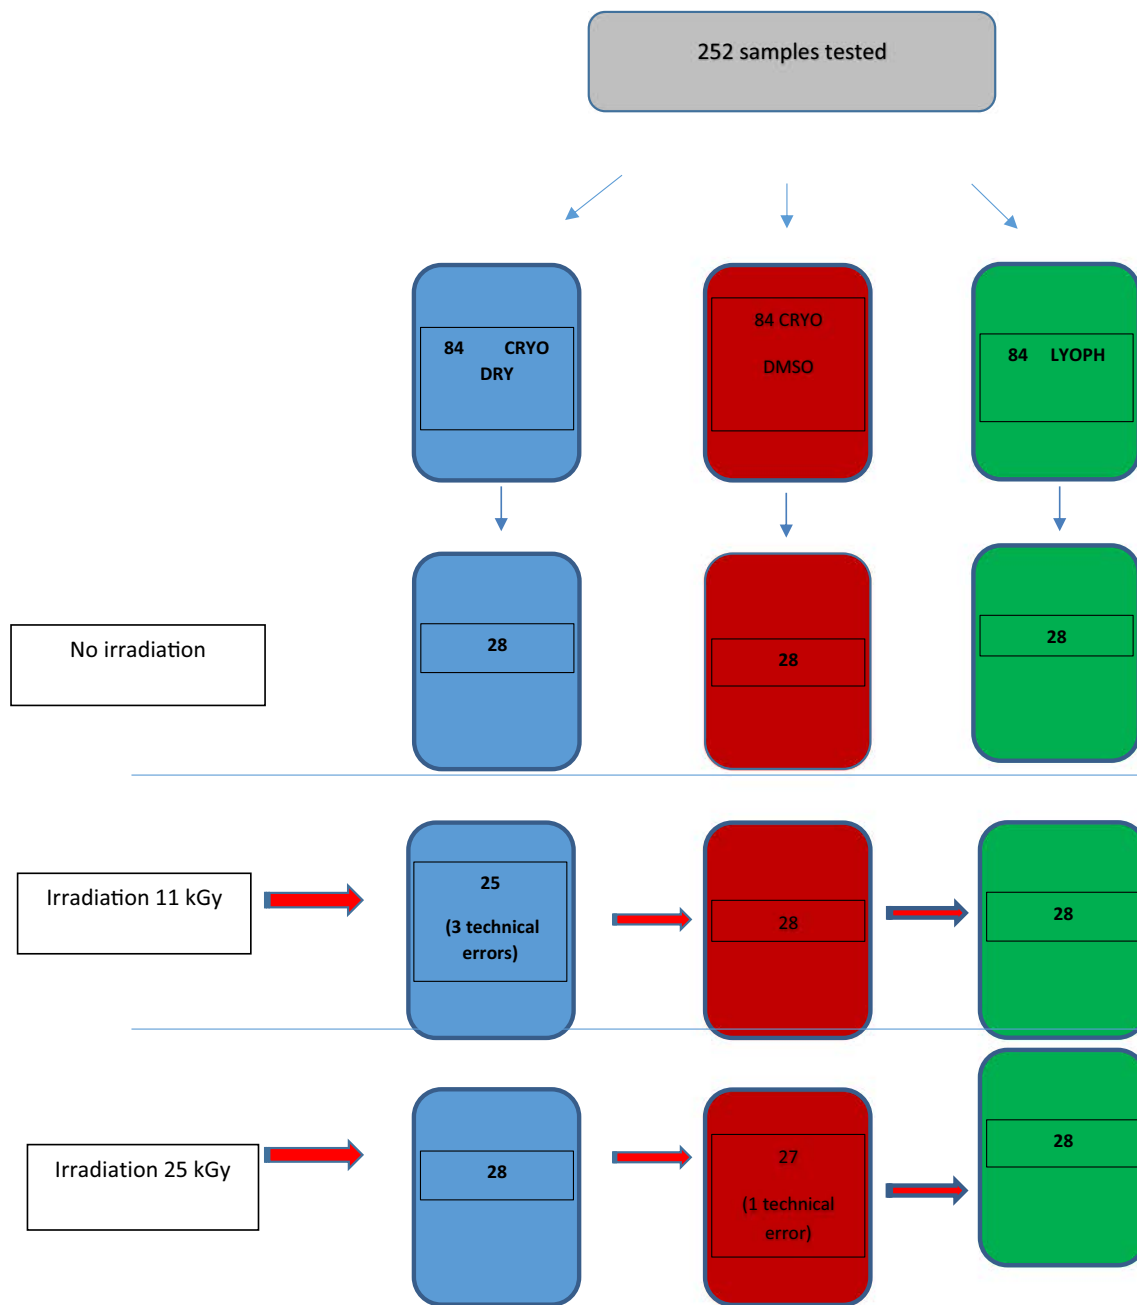 252 samples tested
84 CRYO
DRY
84 CRYO
DMSO
84 LYOPH
No irradiation
28
28
28
Irradiation 11 kGy
25
(3 technical
errors)
28
28
Irradiation 25 kGy
28
27
(1 technical
error)
28